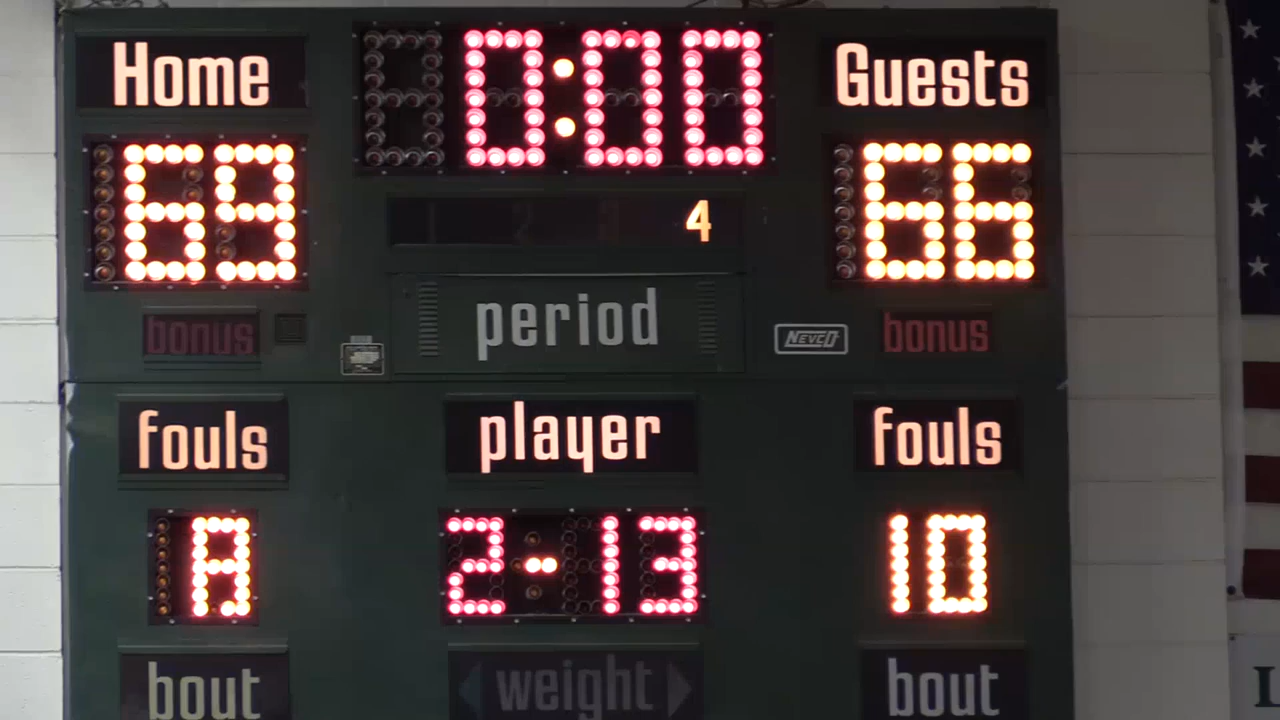 Home 0:00 Guests
69 66
4
period
bonus NEVCO bonus
fouls player fouls
2-13 10
bout weight bout